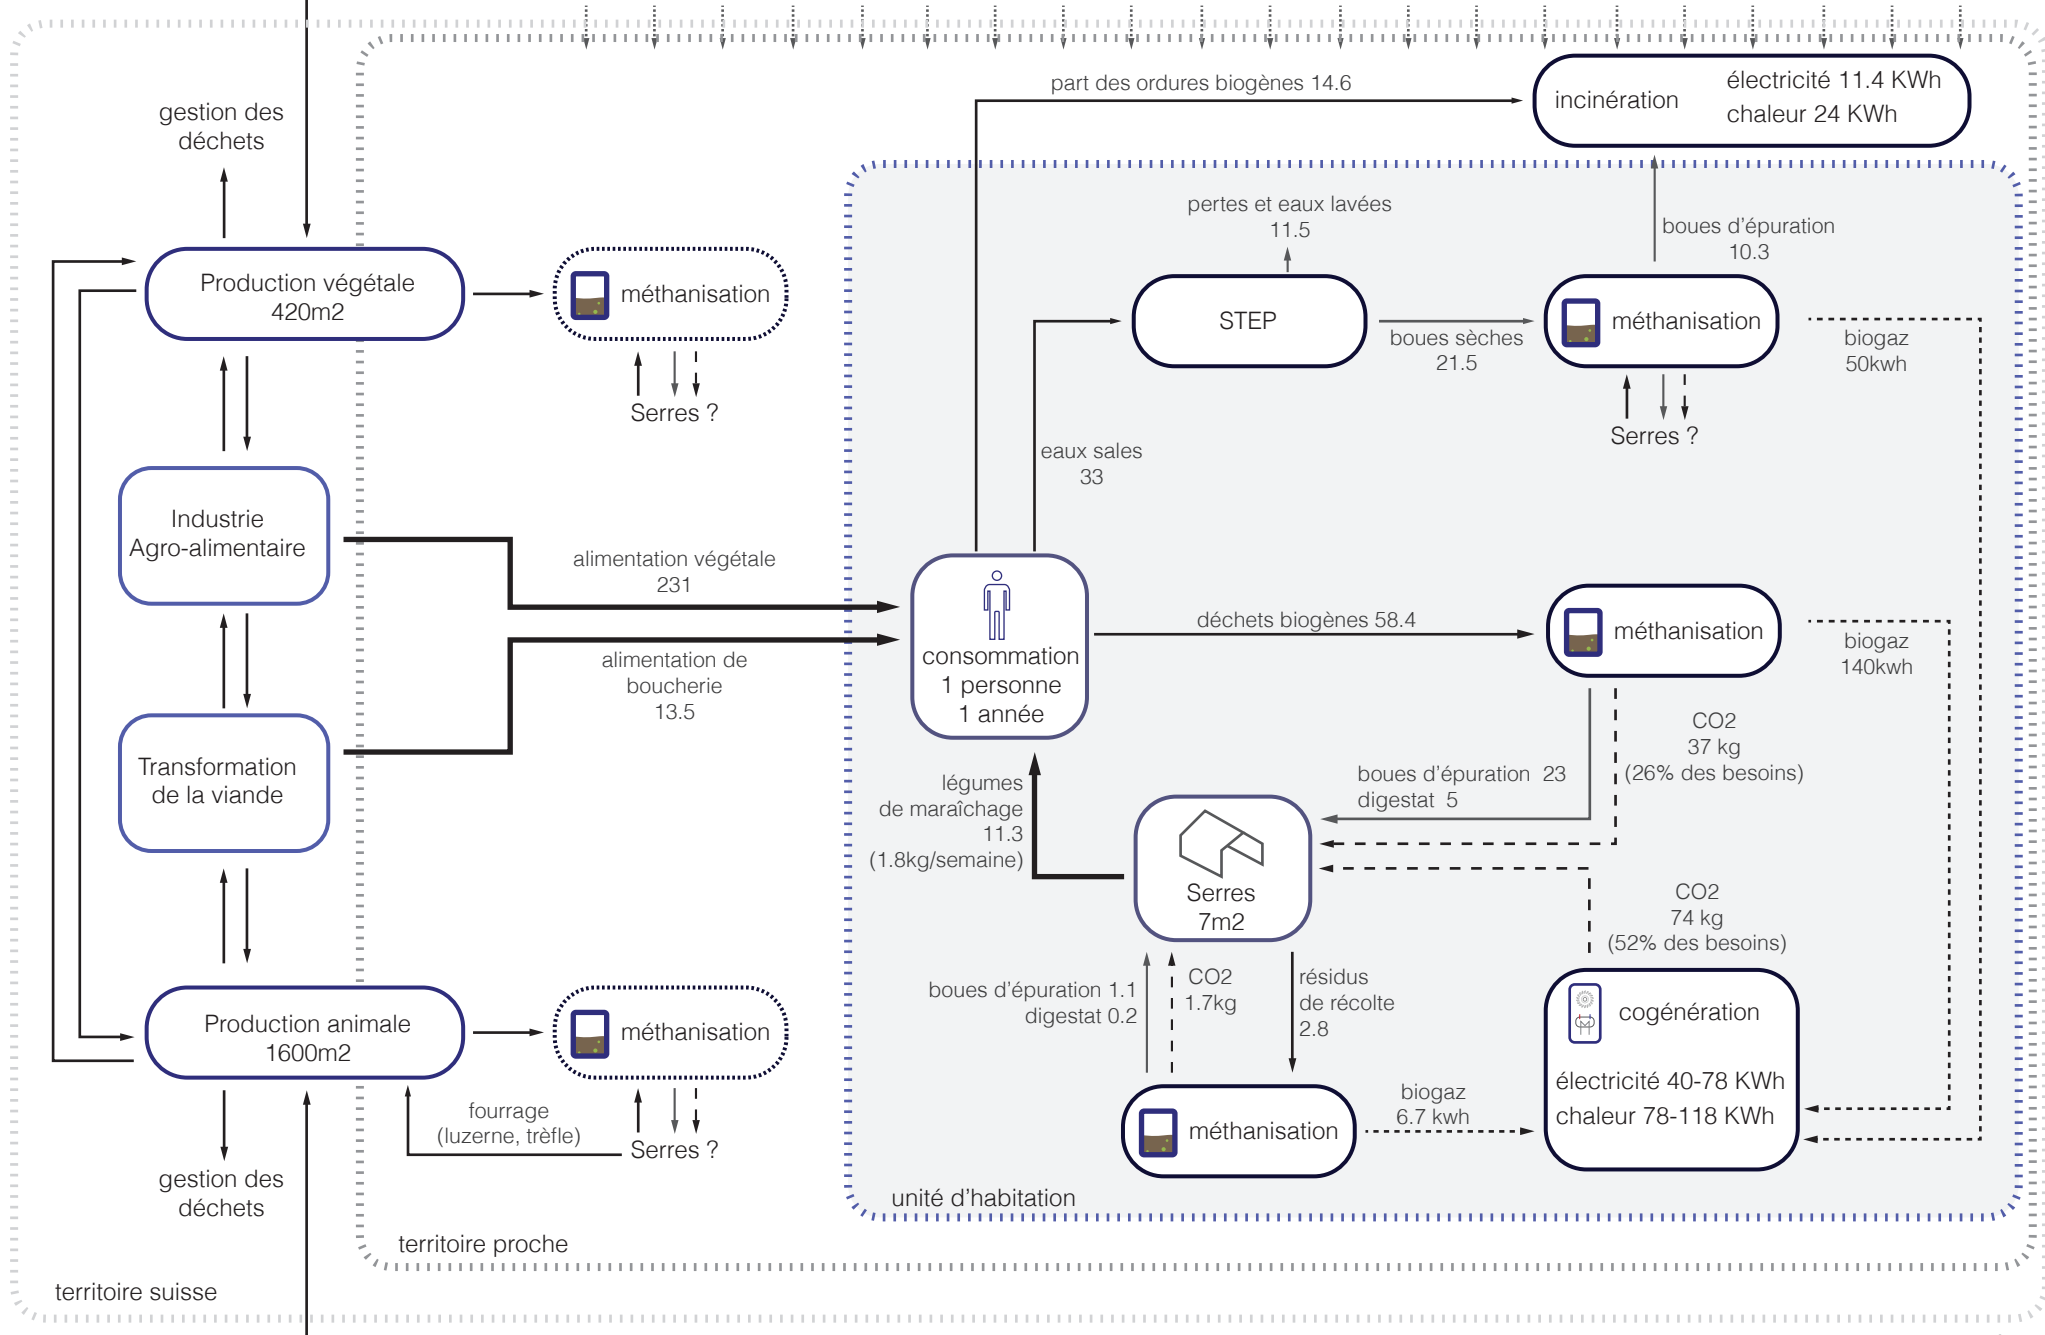 part des ordures biogènes 14.6
incinération
électricité 11.4 KWh
chaleur 24 KWh
gestion des
déchets
pertes et eaux lavées
11.5
boues d'épuration
10.3
Production végétale
420m2
méthanisation
Serres ?
STEP
boues sèches
21.5
méthanisation
Serres ?
biogaz
50kwh
eaux sales
33
Industrie
Agro-alimentaire
alimentation végétale
231
consommation
1 personne
1 année
déchets biogènes 58.4
méthanisation
biogaz
140kwh
alimentation de
boucherie
13.5
Transformation
de la viande
légumes
de maraîchage
11.3
(1.8kg/semaine)
boues d'épuration 23
digestat 5
CO2
37 kg
(26% des besoins)
Serres
7m2
CO2
74 kg
(52% des besoins)
boues d'épuration 1.1
digestat 0.2
CO2
1.7kg
résidus
de récolte
2.8
cogénération
électricité 40-78 KWh
chaleur 78-118 KWh
Production animale
1600m2
méthanisation
fourrage
(luzerne, trèfle)
Serres ?
méthanisation
biogaz
6.7 kwh
gestion des
déchets
unité d'habitation
territoire proche
territoire suisse